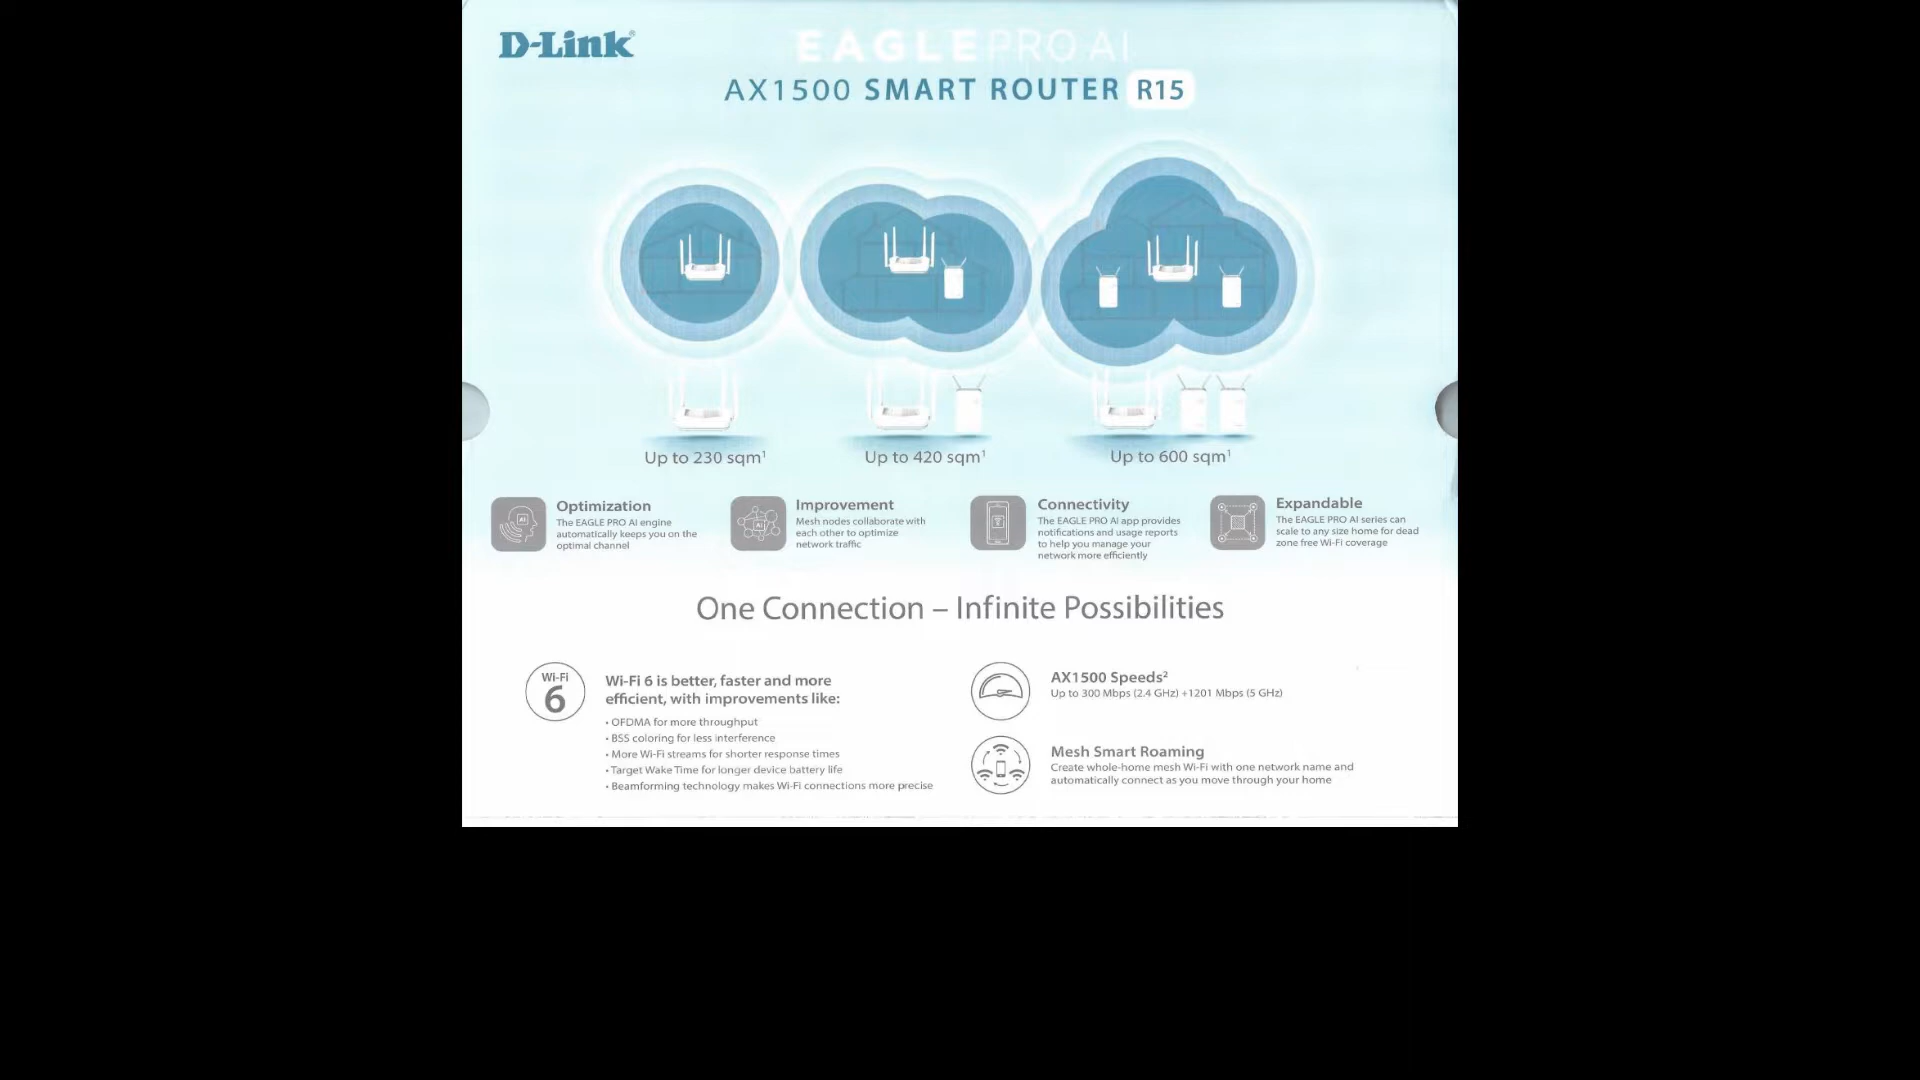 D-Link®
EAGLE PRO AI
AX1500 SMART ROUTER R15
Up to 230 sqm¹
Up to 420 sqm¹
Up to 600 sqm¹
Optimization
The EAGLE PRO AI engine
automatically keeps you on the
optimal channel
Improvement
Mesh nodes collaborate with
each other to optimize
network traffic
Connectivity
The EAGLE PRO AI app provides
notifications and usage reports
to help you manage your
network more efficiently
Expandable
The EAGLE PRO AI series can
scale to any size home for dead
zone free Wi-Fi coverage
One Connection – Infinite Possibilities
Wi-Fi
6
Wi-Fi 6 is better, faster and more
efficient, with improvements like:
• OFDMA for more throughput
• BSS coloring for less interference
• More Wi-Fi streams for shorter response times
• Target Wake Time for longer device battery life
• Beamforming technology makes Wi-Fi connections more precise
AX1500 Speeds²
Up to 300 Mbps (2.4 GHz) +1201 Mbps (5 GHz)
Mesh Smart Roaming
Create whole-home mesh Wi-Fi with one network name and
automatically connect as you move through your home
AI
AI